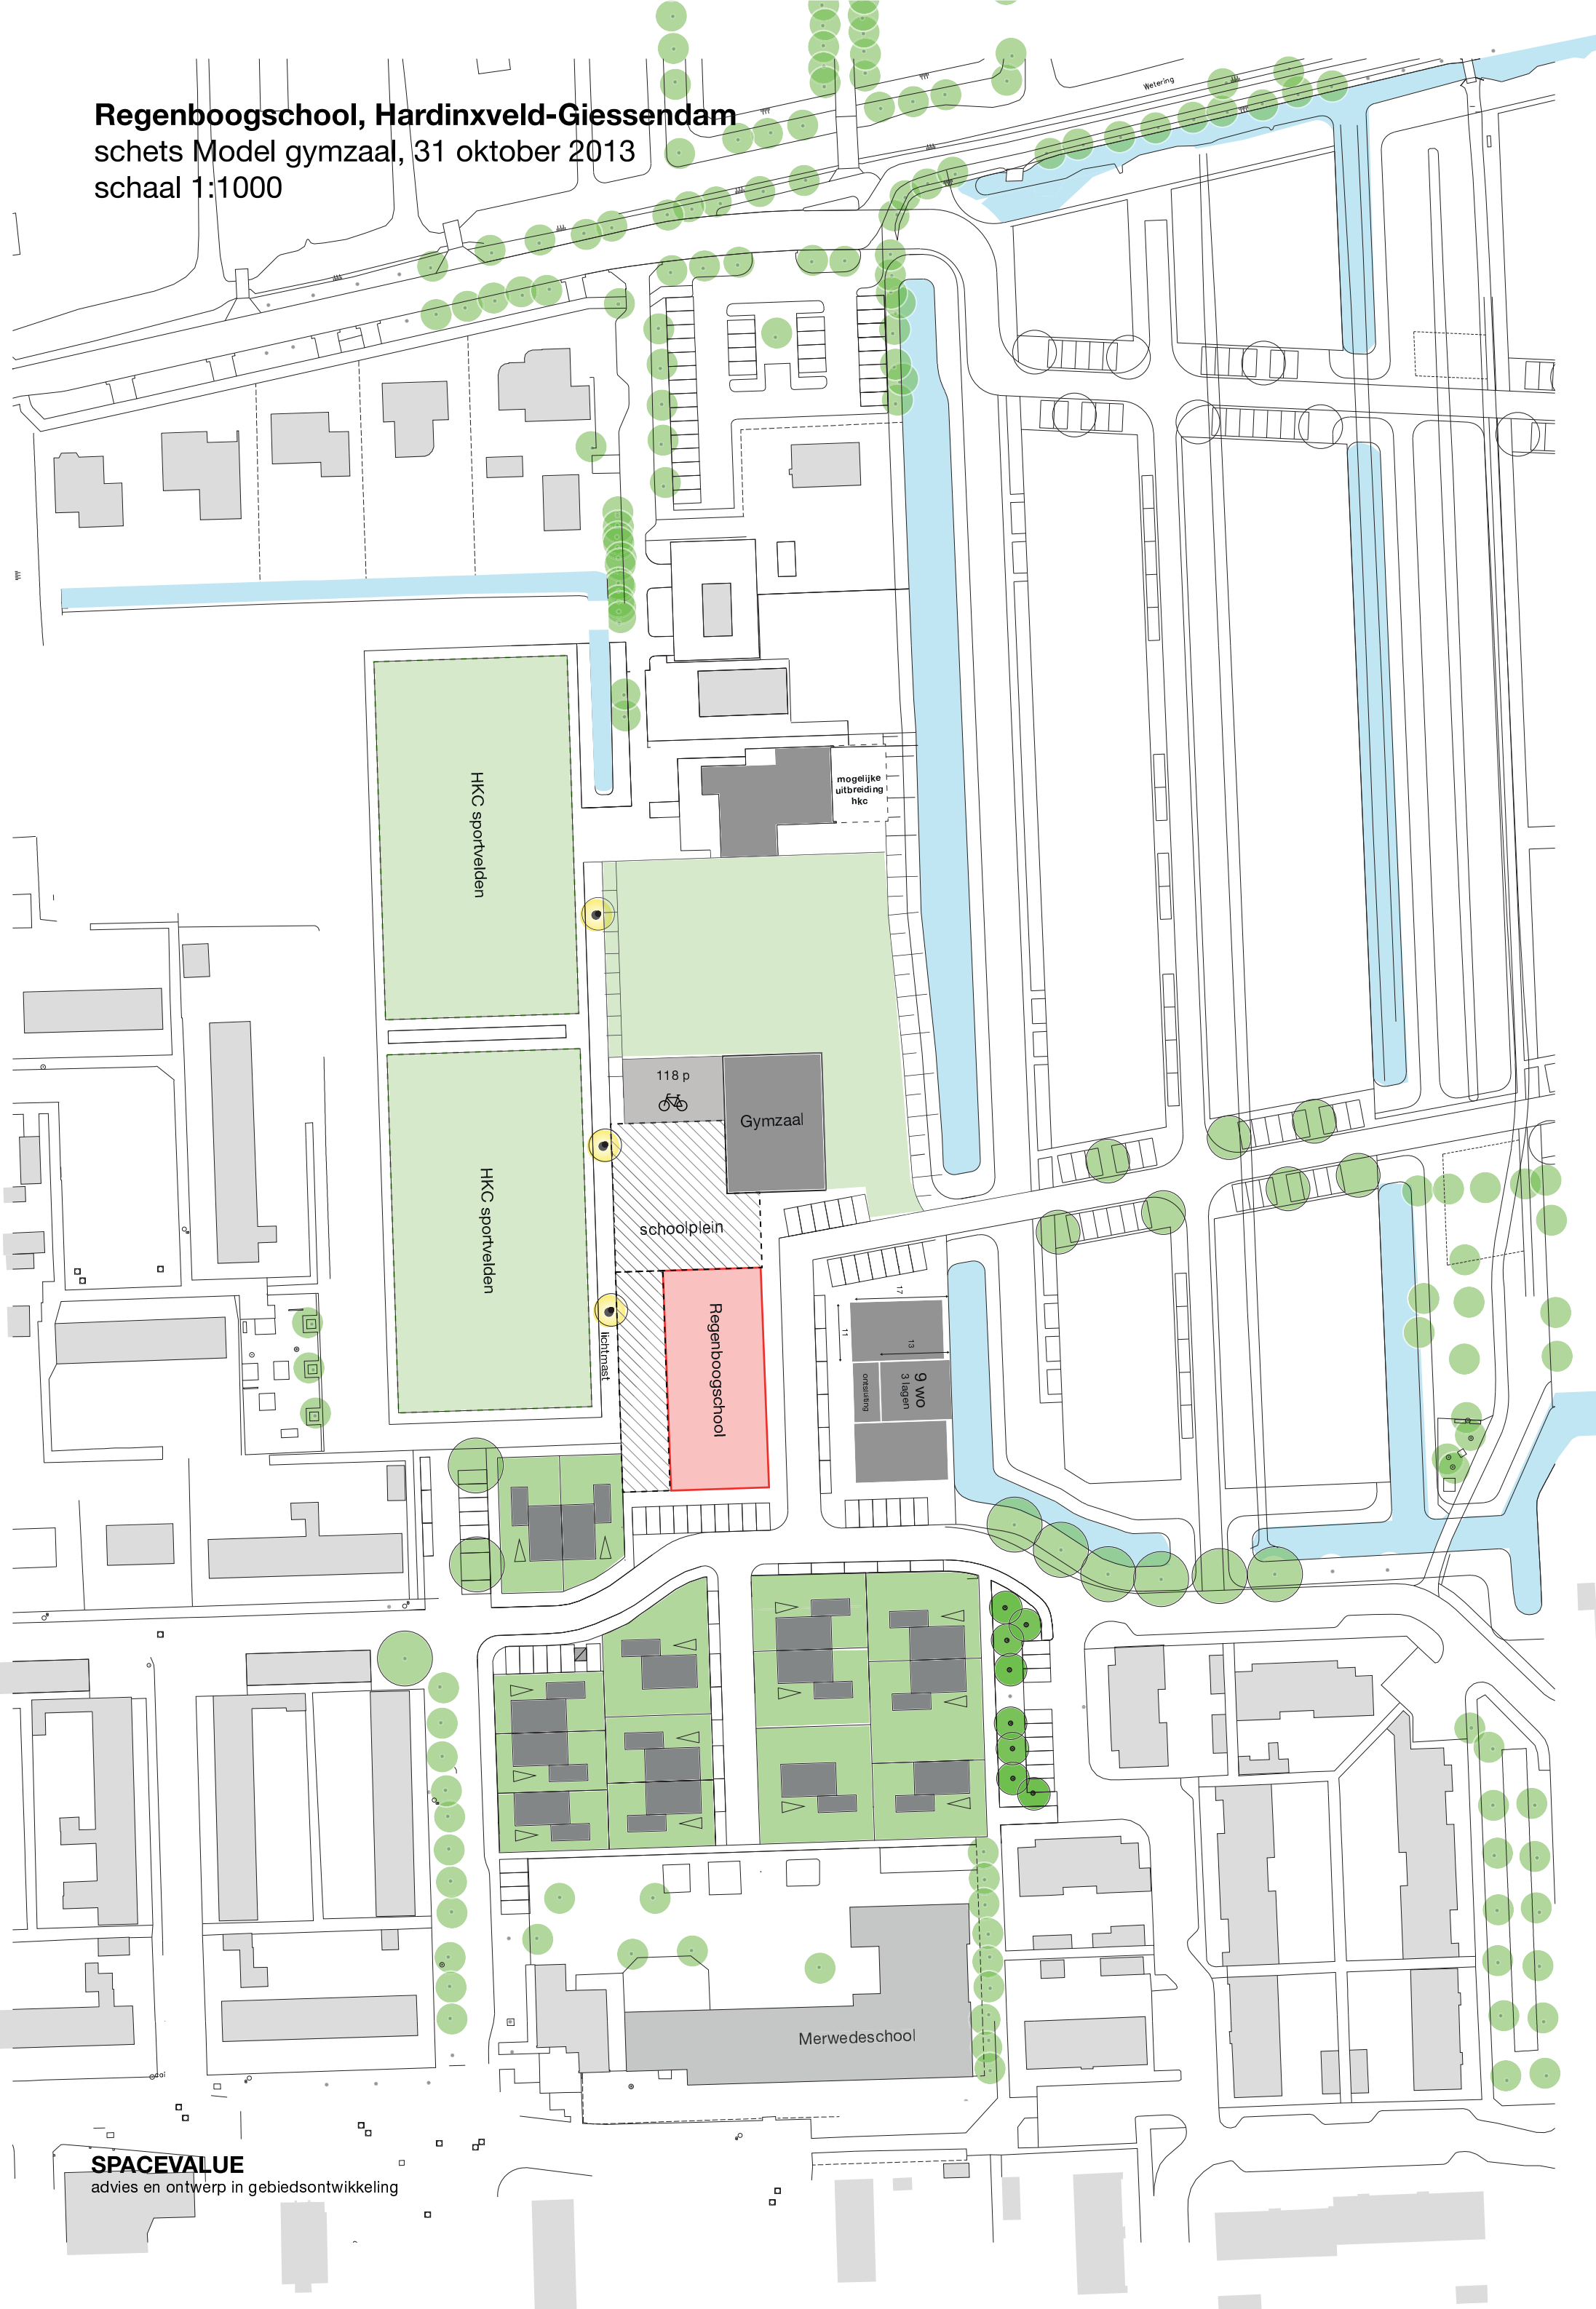 Regenboogschool, Hardinxveld-Giessendam
schets Model gymzaal, 31 oktober 2013
schaal 1:1000
Wetering
HKC sportvelden
mogelijke
uitbreiding
hkc
118 p
Gymzaal
HKC sportvelden
schoolplein
Regenboogschool
lichtmast
17
11
13
9 wo
3 lagen
ontsluiting
Merwedeschool
SPACEVALUE
advies en ontwerp in gebiedsontwikkeling